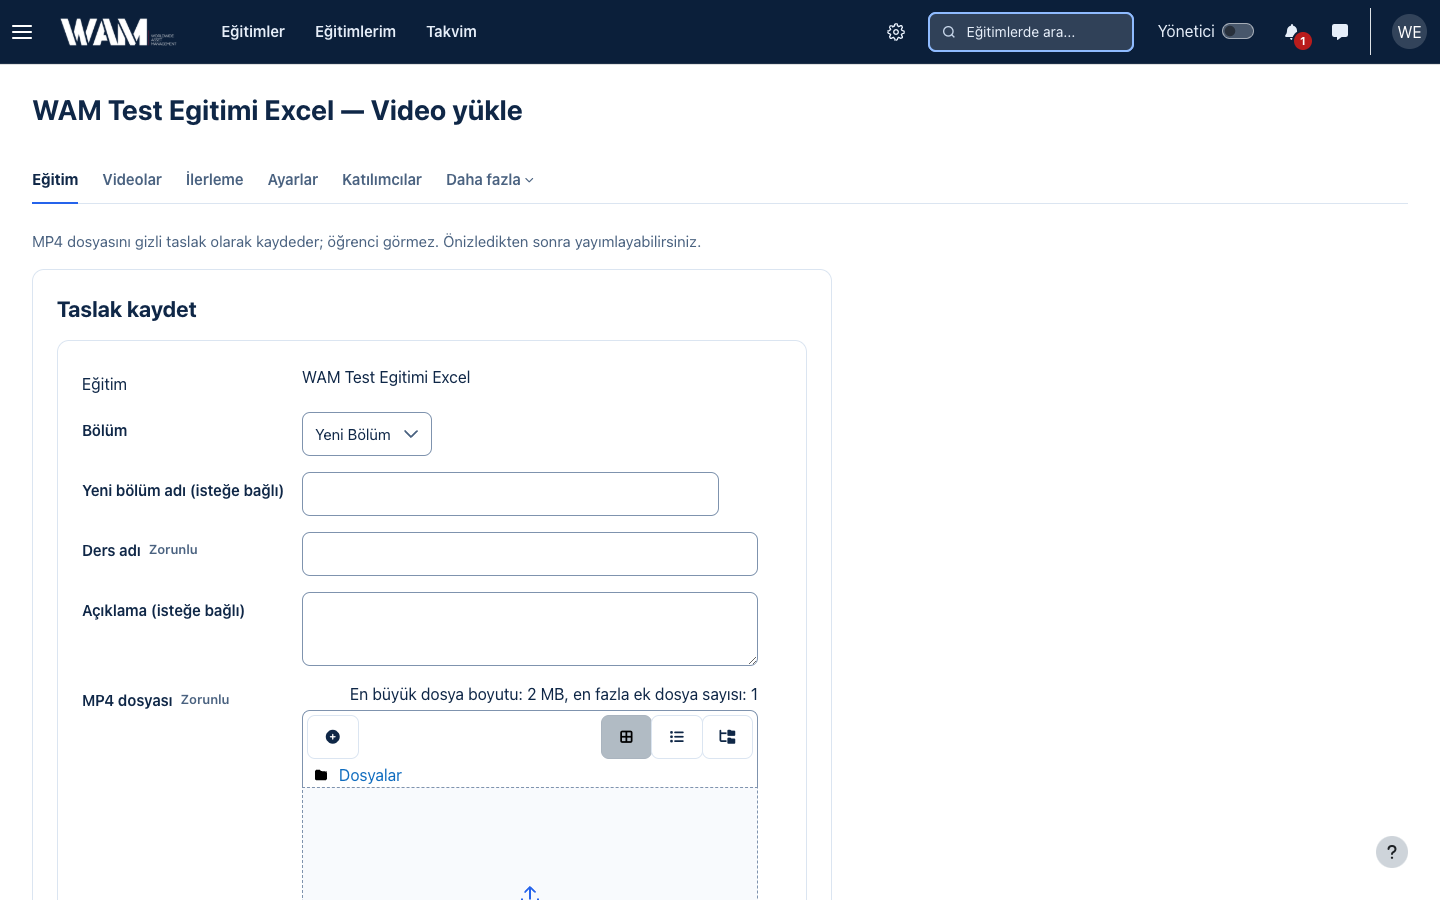 WAM WORLDWIDE ASSET MANAGEMENT
Eğitimler
Eğitimlerim
Takvim
Eğitimlerde ara...
Yönetici
1
WE
WAM Test Egitimi Excel — Video yükle
Eğitim
Videolar
İlerleme
Ayarlar
Katılımcılar
Daha fazla
MP4 dosyasını gizli taslak olarak kaydeder; öğrenci görmez. Önizledikten sonra yayımlayabilirsiniz.
Taslak kaydet
Eğitim
WAM Test Egitimi Excel
Bölüm
Yeni Bölüm
Yeni bölüm adı (isteğe bağlı)
Ders adı Zorunlu
Açıklama (isteğe bağlı)
MP4 dosyası Zorunlu
En büyük dosya boyutu: 2 MB, en fazla ek dosya sayısı: 1
Dosyalar
?